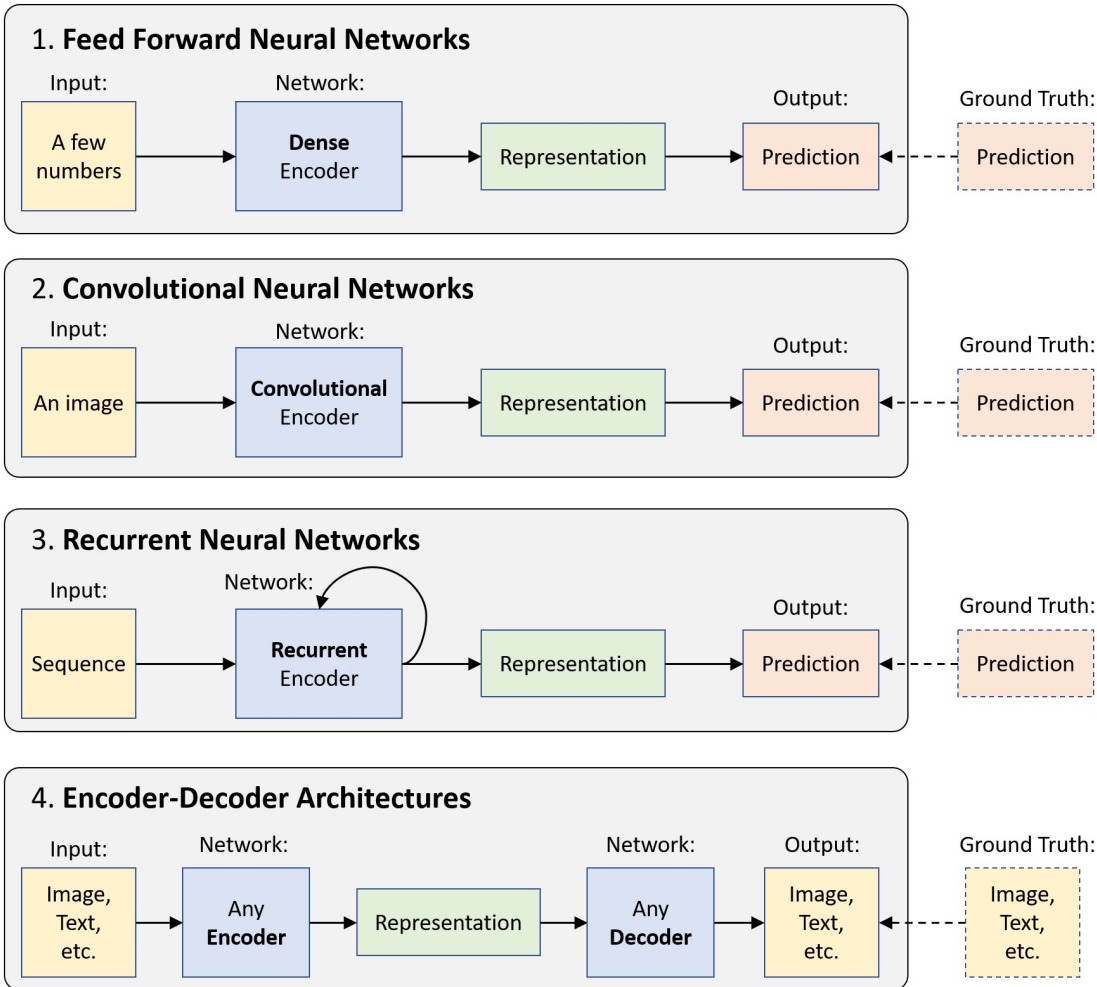 1. Feed Forward Neural Networks
Input:
Network:
Output:
Ground Truth:
A few
numbers
Dense
Encoder
Representation
Prediction
Prediction
2. Convolutional Neural Networks
Input:
Network:
Output:
Ground Truth:
An image
Convolutional
Encoder
Representation
Prediction
Prediction
3. Recurrent Neural Networks
Input:
Network:
Output:
Ground Truth:
Sequence
Recurrent
Encoder
Representation
Prediction
Prediction
4. Encoder-Decoder Architectures
Input:
Network:
Network:
Output:
Ground Truth:
Image,
Text,
etc.
Any
Encoder
Representation
Any
Decoder
Image,
Text,
etc.
Image,
Text,
etc.